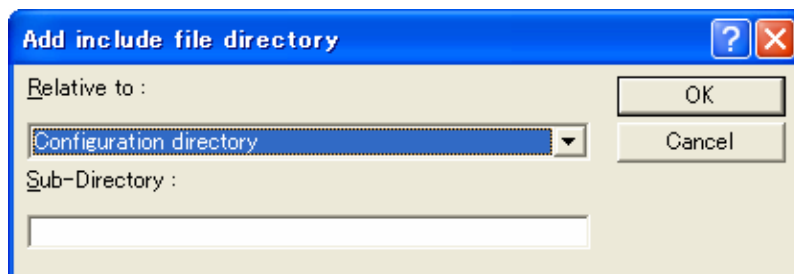 Add include file directory
Relative to :
OK
Configuration directory
Cancel
Sub-Directory :